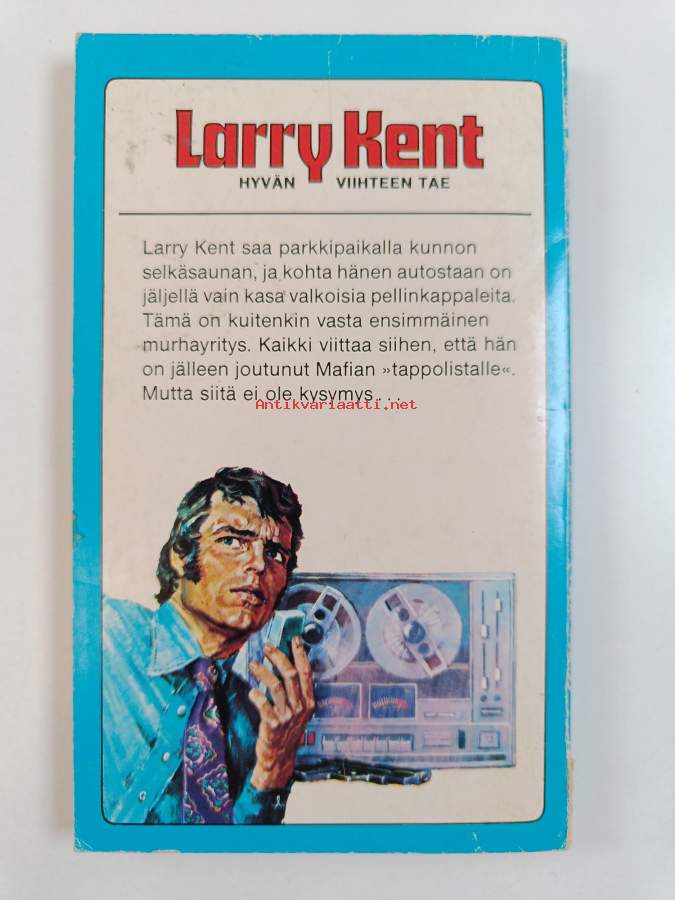 Larry Kent
HYVÄN VIIHTEEN TAE
Larry Kent saa parkkipaikalla kunnon
selkäsaunan, ja kohta hänen autostaan on
jäljellä vain kasa valkoisia pellinkappaleita.
Tämä on kuitenkin vasta ensimmäinen
murhayritys. Kaikki viittaa siihen, että hän
on jälleen joutunut Mafian »tappolistalle«.
Mutta siitä ei ole kysymys . . .
Antikvariaatti.net